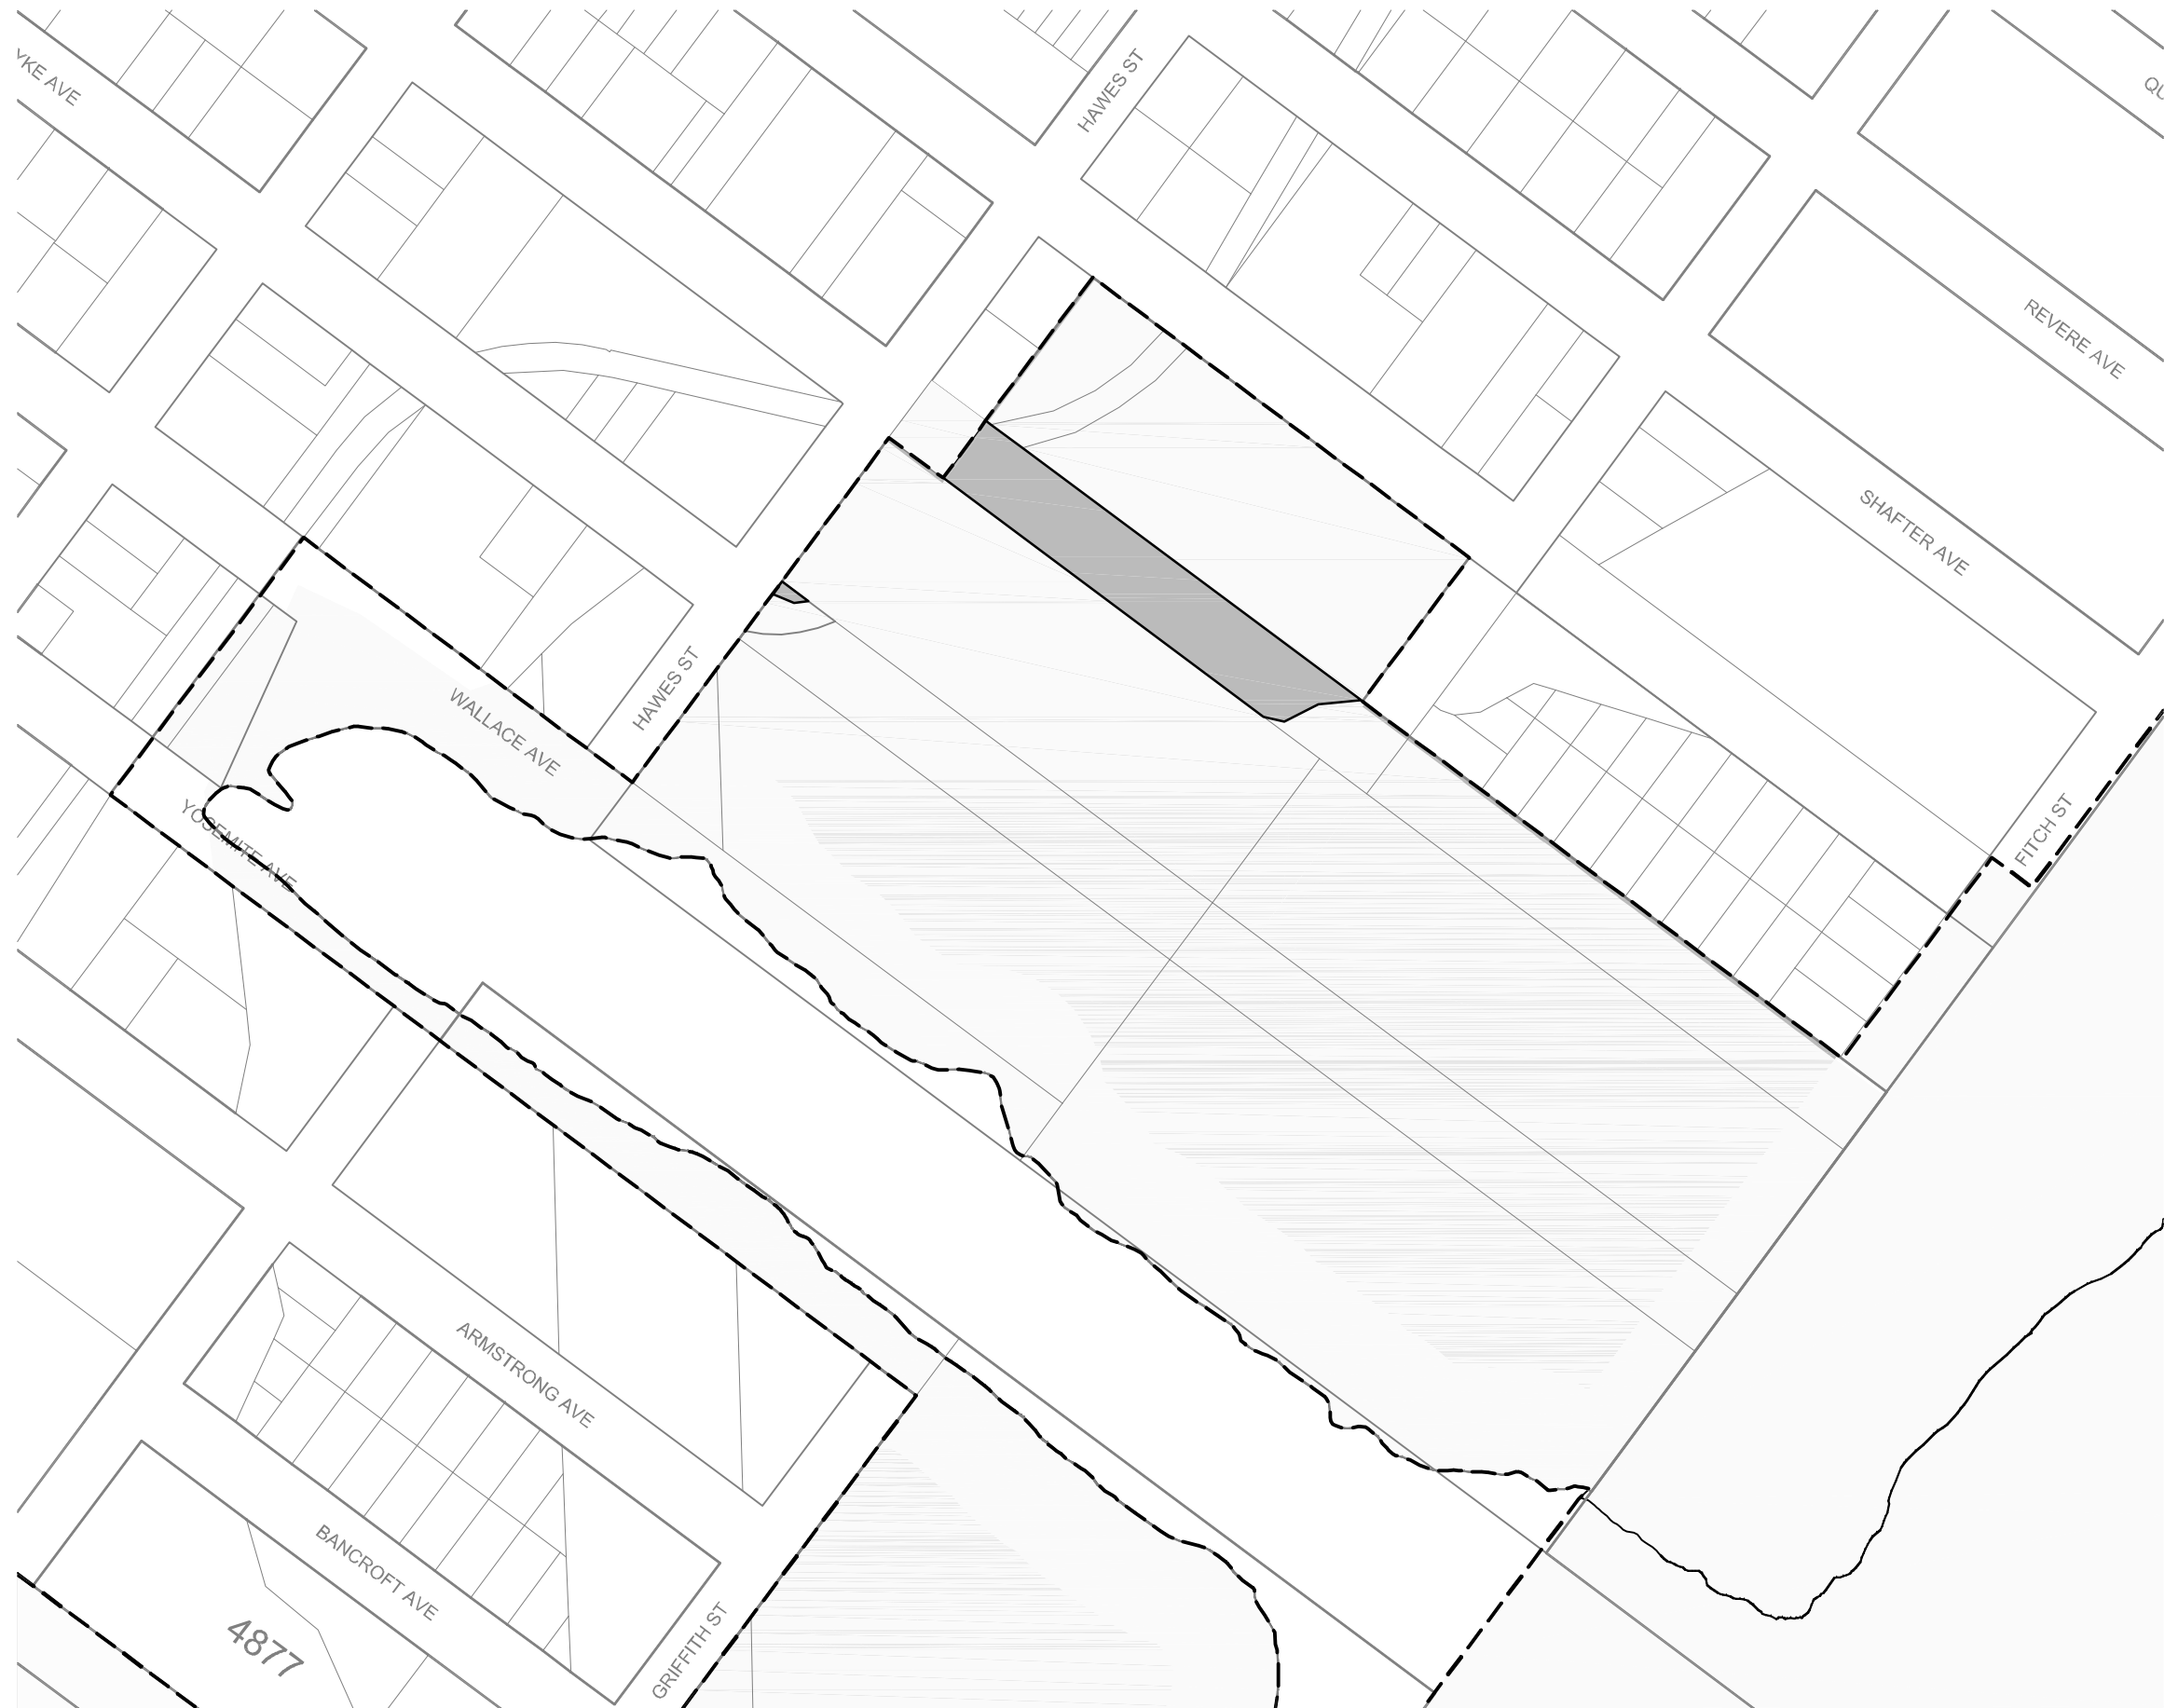 HAWES ST
REVERE AVE
SHAFTER AVE
HAWES ST
WALLACE AVE
FITCH ST
YOSEMITE AVE
ARMSTRONG AVE
BANCROFT AVE
GRIFFITH ST
4877